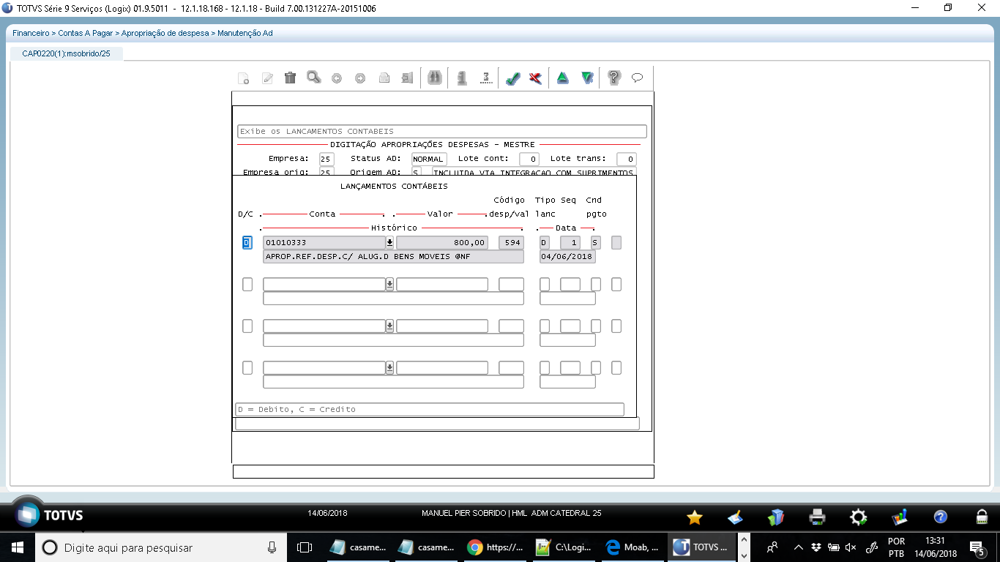 TOTVS Série 9 Serviços (Logix) 01.9.5011 - 12.1.18.168 - 12.1.18 - Build 7.00.131227A-20151006
Financeiro > Contas A Pagar > Apropriação de despesa > Manutenção Ad
CAP0220(1):msobrido/25
Exibe os LANCAMENTOS CONTABEIS
DIGITAÇÃO APROPRIAÇÕES DESPESAS - MESTRE
Empresa: 25 Status AD: NORMAL Lote cont: 0 Lote trans: 0
Empresa orig: 25 Origem AD: S INCLUIDA VIA INTEGRACAO COM SUPRIMENTOS
LANÇAMENTOS CONTÁBEIS
Código Tipo Seq Cnd
D/C Conta Valor desp/val lanc pgto
Histórico Data
D 01010333 800,00 594 D 1 S
APROP.REF.DESP.C/ ALUG.D BENS MOVEIS @NF 04/06/2018
D = Debito, C = Credito
TOTVS 14/06/2018 MANUEL PIER SOBRIDO | HML ADM CATEDRAL 25
Digite aqui para pesquisar casame... casame... https://... C:\Logi... Moab, ... TOTVS ... POR 13:31
PTB 14/06/2018 5